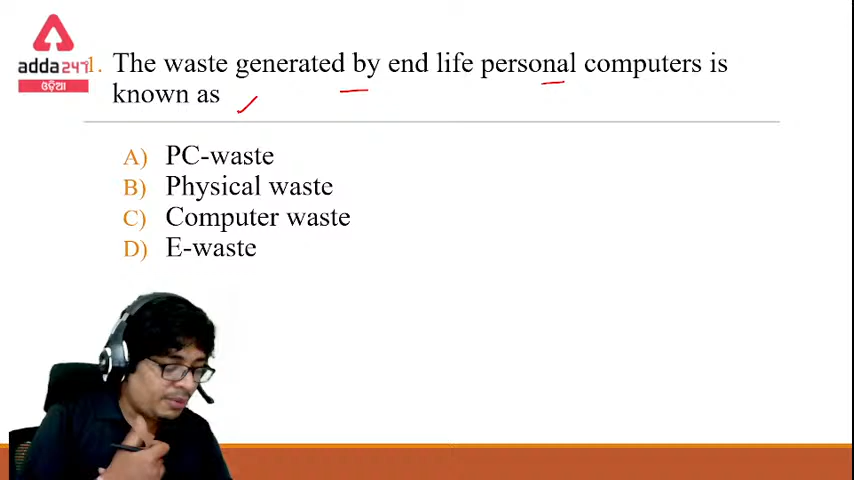 adda247
ଓଡ଼ିଆ
1. The waste generated by end life personal computers is
known as
A) PC-waste
B) Physical waste
C) Computer waste
D) E-waste